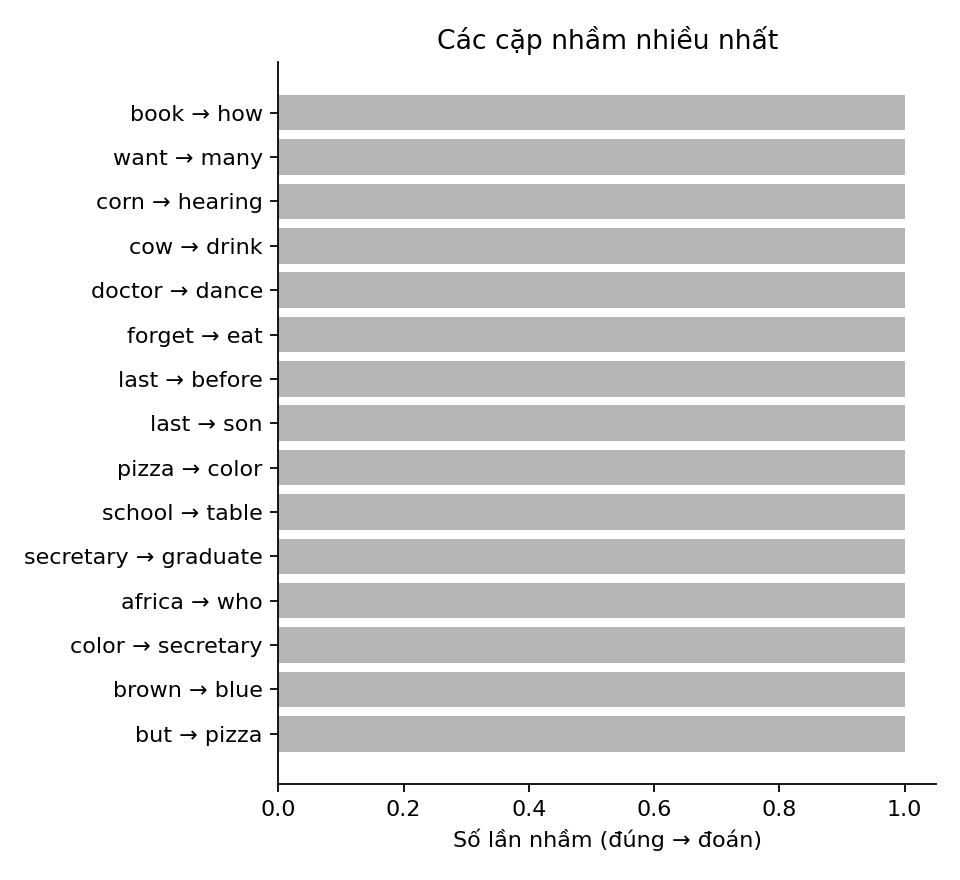 Các cặp nhầm nhiều nhất
book → how
want → many
corn → hearing
cow → drink
doctor → dance
forget → eat
last → before
last → son
pizza → color
school → table
secretary → graduate
africa → who
color → secretary
brown → blue
but → pizza
0.0 0.2 0.4 0.6 0.8 1.0
Số lần nhầm (đúng → đoán)